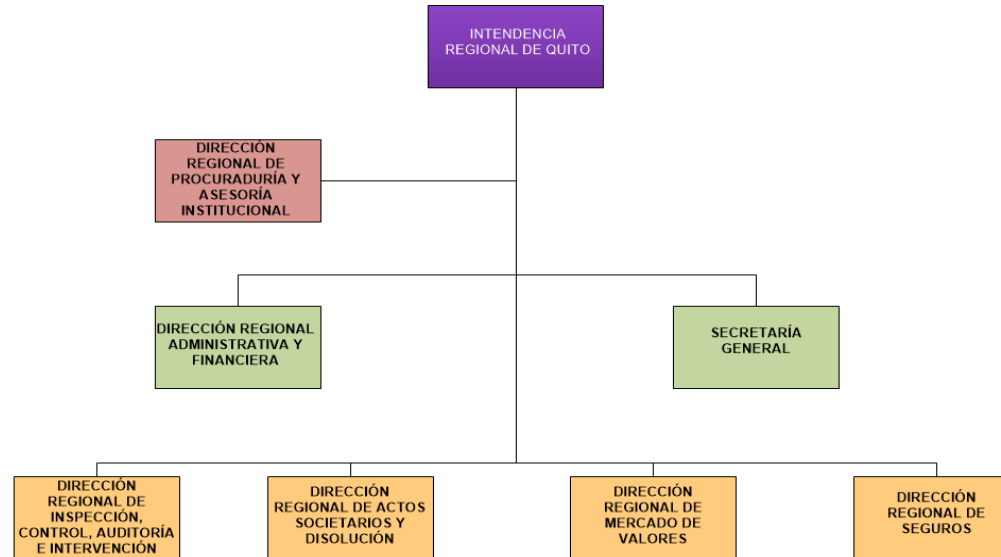 INTENDENCIA
REGIONAL DE QUITO
DIRECCIÓN
REGIONAL DE
PROCURADURÍA Y
ASESORÍA
INSTITUCIONAL
DIRECCIÓN REGIONAL
ADMINISTRATIVA Y
FINANCIERA
SECRETARÍA
GENERAL
DIRECCIÓN
REGIONAL DE
INSPECCIÓN,
CONTROL, AUDITORÍA
E INTERVENCIÓN
DIRECCIÓN
REGIONAL DE ACTOS
SOCIETARIOS Y
DISOLUCIÓN
DIRECCIÓN
REGIONAL DE
MERCADO DE
VALORES
DIRECCIÓN
REGIONAL DE
SEGUROS